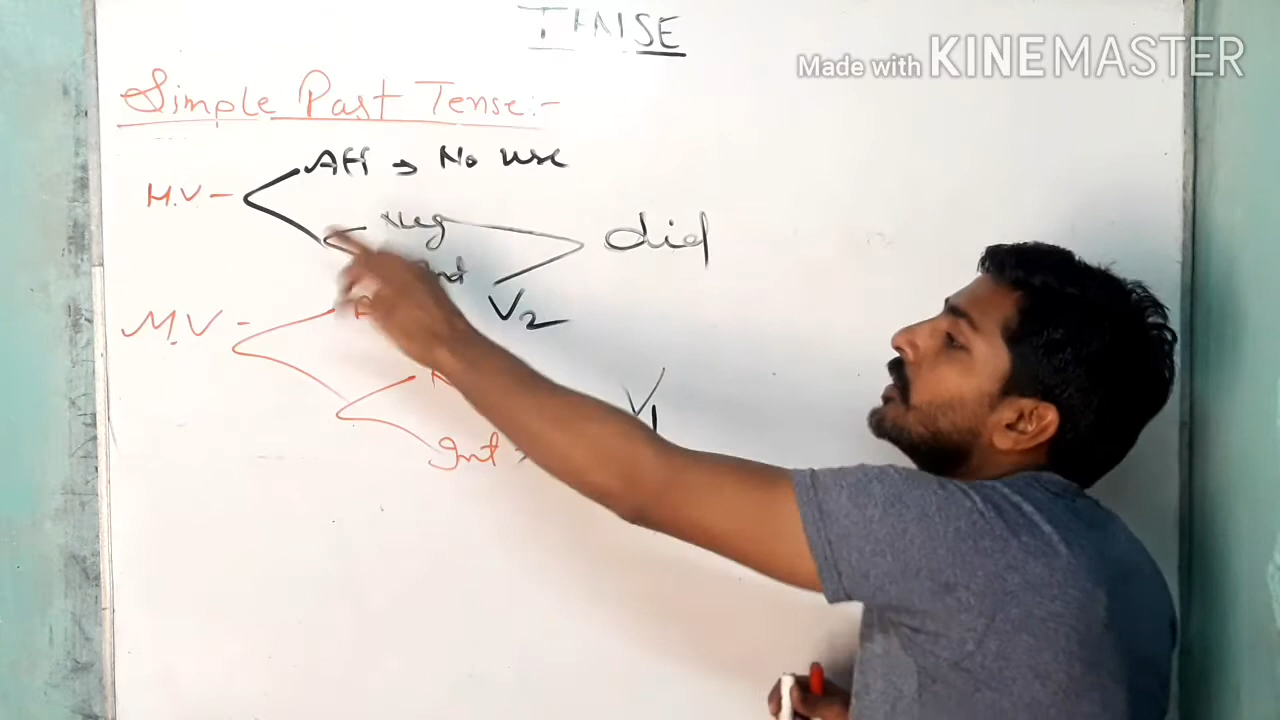 TENSE
Made with KINEMASTER
Simple Past Tense:-
H.V - Aff → No use
Neg did
V2
M.V -
V1
Int →